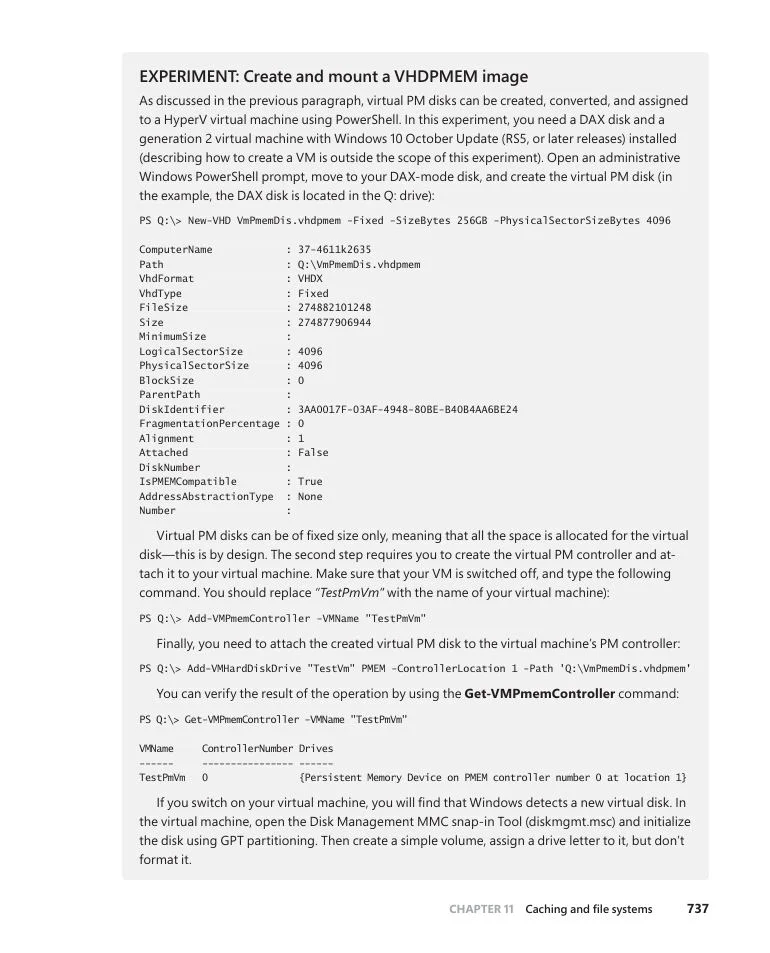 EXPERIMENT: Create and mount a VHDPMEM image
As discussed in the previous paragraph, virtual PM disks can be created, converted, and assigned
to a HyperV virtual machine using PowerShell. In this experiment, you need a DAX disk and a
generation 2 virtual machine with Windows 10 October Update (RS5, or later releases) installed
(describing how to create a VM is outside the scope of this experiment). Open an administrative
Windows PowerShell prompt, move to your DAX-mode disk, and create the virtual PM disk (in
the example, the DAX disk is located in the Q: drive):
PS Q:\> New-VHD VmPmemDis.vhdpmem -Fixed -SizeBytes 256GB -PhysicalSectorSizeBytes 4096
ComputerName : 37-4611k2635
Path : Q:\VmPmemDis.vhdpmem
VhdFormat : VHDX
VhdType : Fixed
FileSize : 274882101248
Size : 274877906944
MinimumSize :
LogicalSectorSize : 4096
PhysicalSectorSize : 4096
BlockSize : 0
ParentPath :
DiskIdentifier : 3AA0017F-03AF-4948-80BE-B40B4AA6BE24
FragmentationPercentage : 0
Alignment : 1
Attached : False
DiskNumber :
IsPMEMCompatible : True
AddressAbstractionType : None
Number :
Virtual PM disks can be of fixed size only, meaning that all the space is allocated for the virtual
disk—this is by design. The second step requires you to create the virtual PM controller and at-
tach it to your virtual machine. Make sure that your VM is switched off, and type the following
command. You should replace “TestPmVm” with the name of your virtual machine):
PS Q:\> Add-VMPmemController -VMName "TestPmVm"
Finally, you need to attach the created virtual PM disk to the virtual machine’s PM controller:
PS Q:\> Add-VMHardDiskDrive "TestVm" PMEM -ControllerLocation 1 -Path 'Q:\VmPmemDis.vhdpmem'
You can verify the result of the operation by using the Get-VMPmemController command:
PS Q:\> Get-VMPmemController -VMName "TestPmVm"
VMName ControllerNumber Drives
------ ---------------- ------
TestPmVm 0 {Persistent Memory Device on PMEM controller number 0 at location 1}
If you switch on your virtual machine, you will find that Windows detects a new virtual disk. In
the virtual machine, open the Disk Management MMC snap-in Tool (diskmgmt.msc) and initialize
the disk using GPT partitioning. Then create a simple volume, assign a drive letter to it, but don’t
format it.
CHAPTER 11 Caching and file systems 737